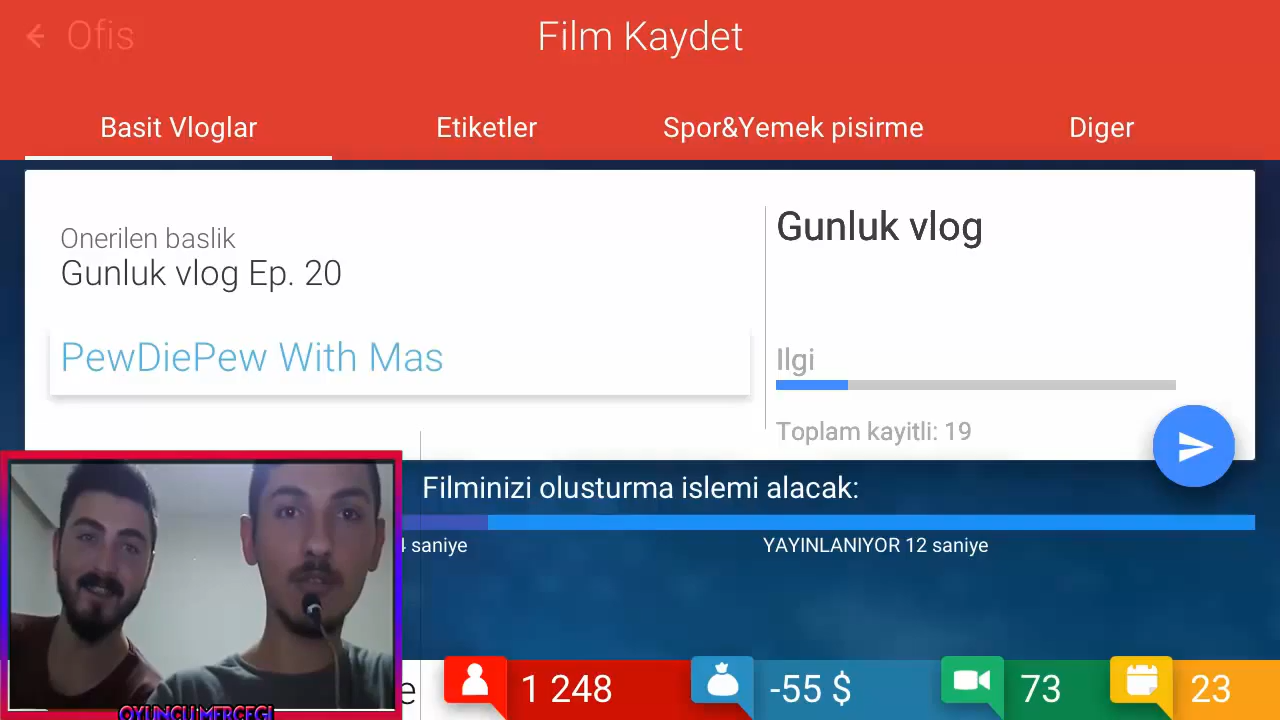 Ofis
Film Kaydet
Basit Vloglar
Etiketler
Spor&Yemek pisirme
Diger
Onerilen baslik
Gunluk vlog Ep. 20
PewDiePew With Mas
Gunluk vlog
Ilgi
Toplam kayitli: 19
Filminizi olusturma islemi alacak:
4 saniye
YAYINLANIYOR 12 saniye
e
1 248
-55 $
73
23
OYUNCU MERCEGI